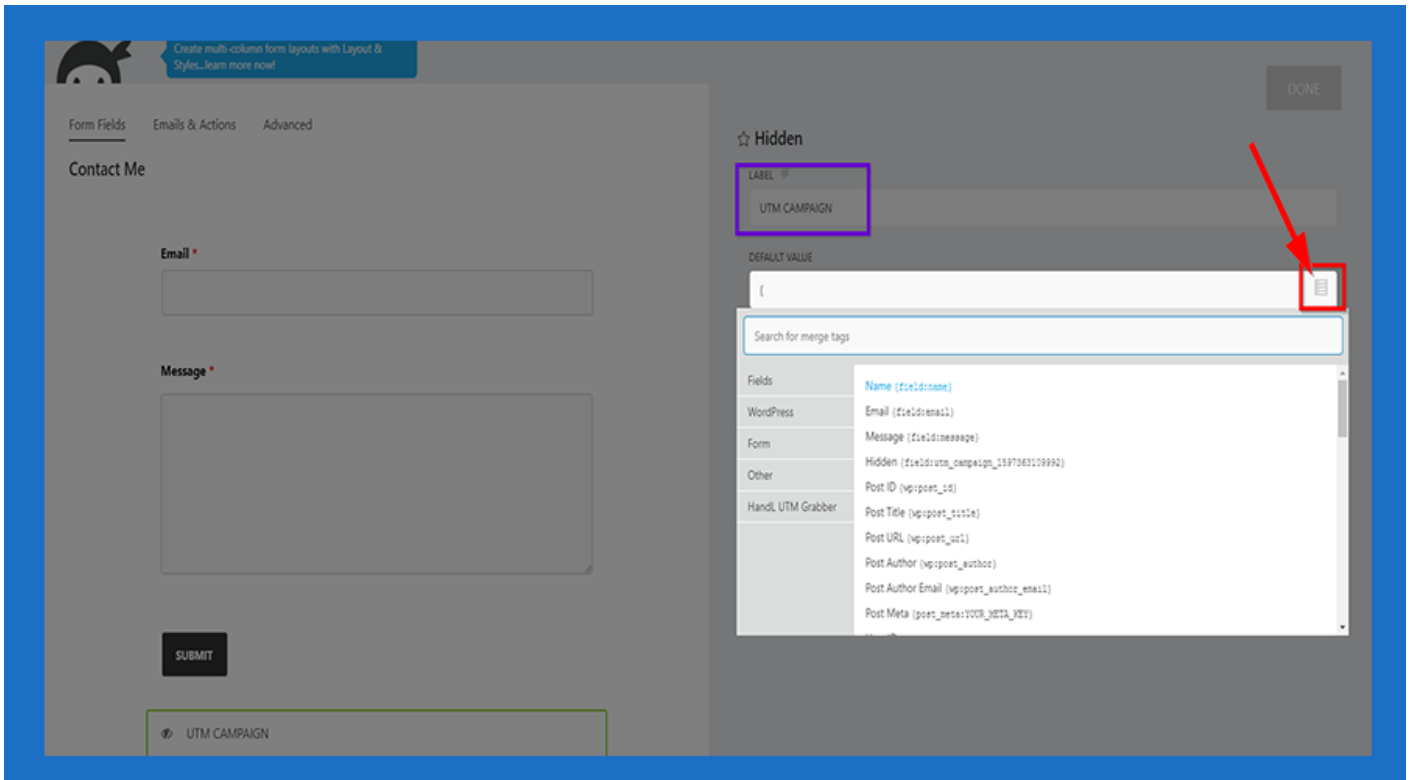 Create multi-column form layouts with Layout &
Styles...learn more now!
DONE
Form Fields Emails & Actions Advanced
Contact Me
Email *
Message *
SUBMIT
UTM CAMPAIGN
Hidden
LABEL
UTM CAMPAIGN
DEFAULT VALUE
{
Search for merge tags
Fields
WordPress
Form
Other
HandL UTM Grabber
Name {field:name}
Email {field:email}
Message {field:message}
Hidden {field:utm_campaign_1597363109992}
Post ID {wp:post_id}
Post Title {wp:post_title}
Post URL {wp:post_url}
Post Author {wp:post_author}
Post Author Email {wp:post_author_email}
Post Meta {post_meta:YOUR_META_KEY}